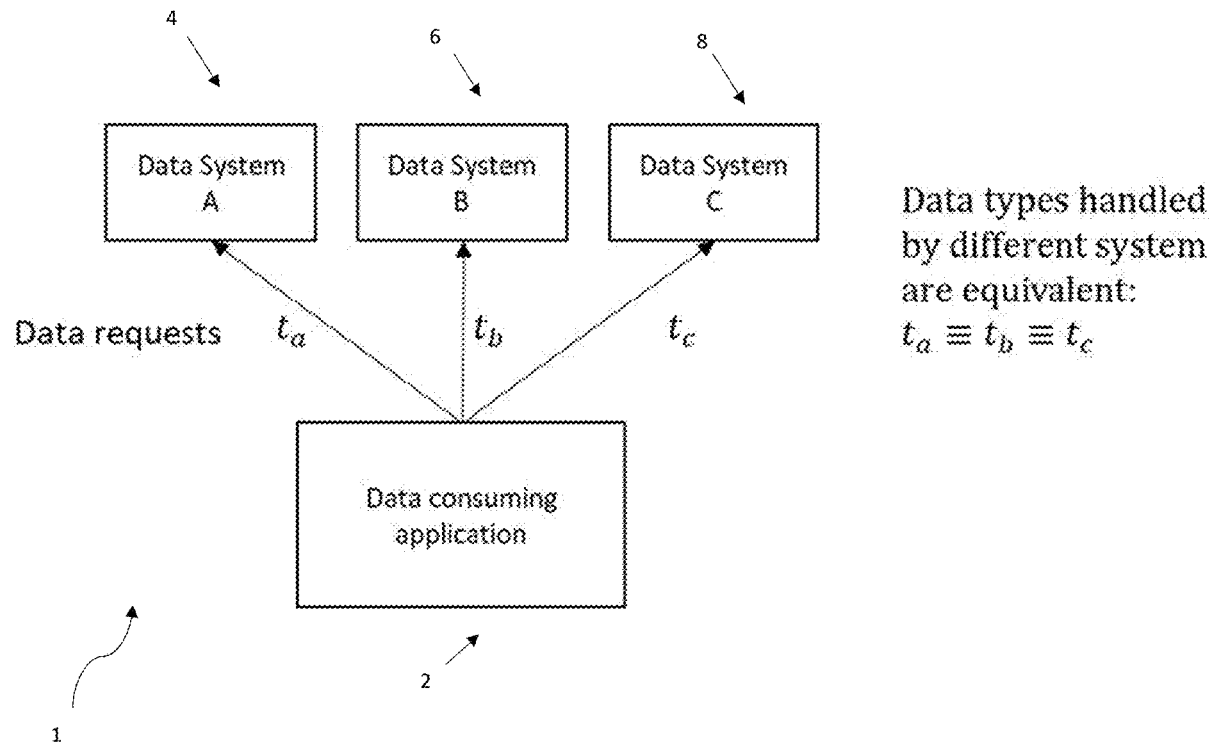 4
6
8
Data System
A
Data System
B
Data System
C
Data types handled
by different system
are equivalent:
tₐ ≡ t_b ≡ t_c
Data requests
tₐ
t_b
t_c
Data consuming
application
2
1